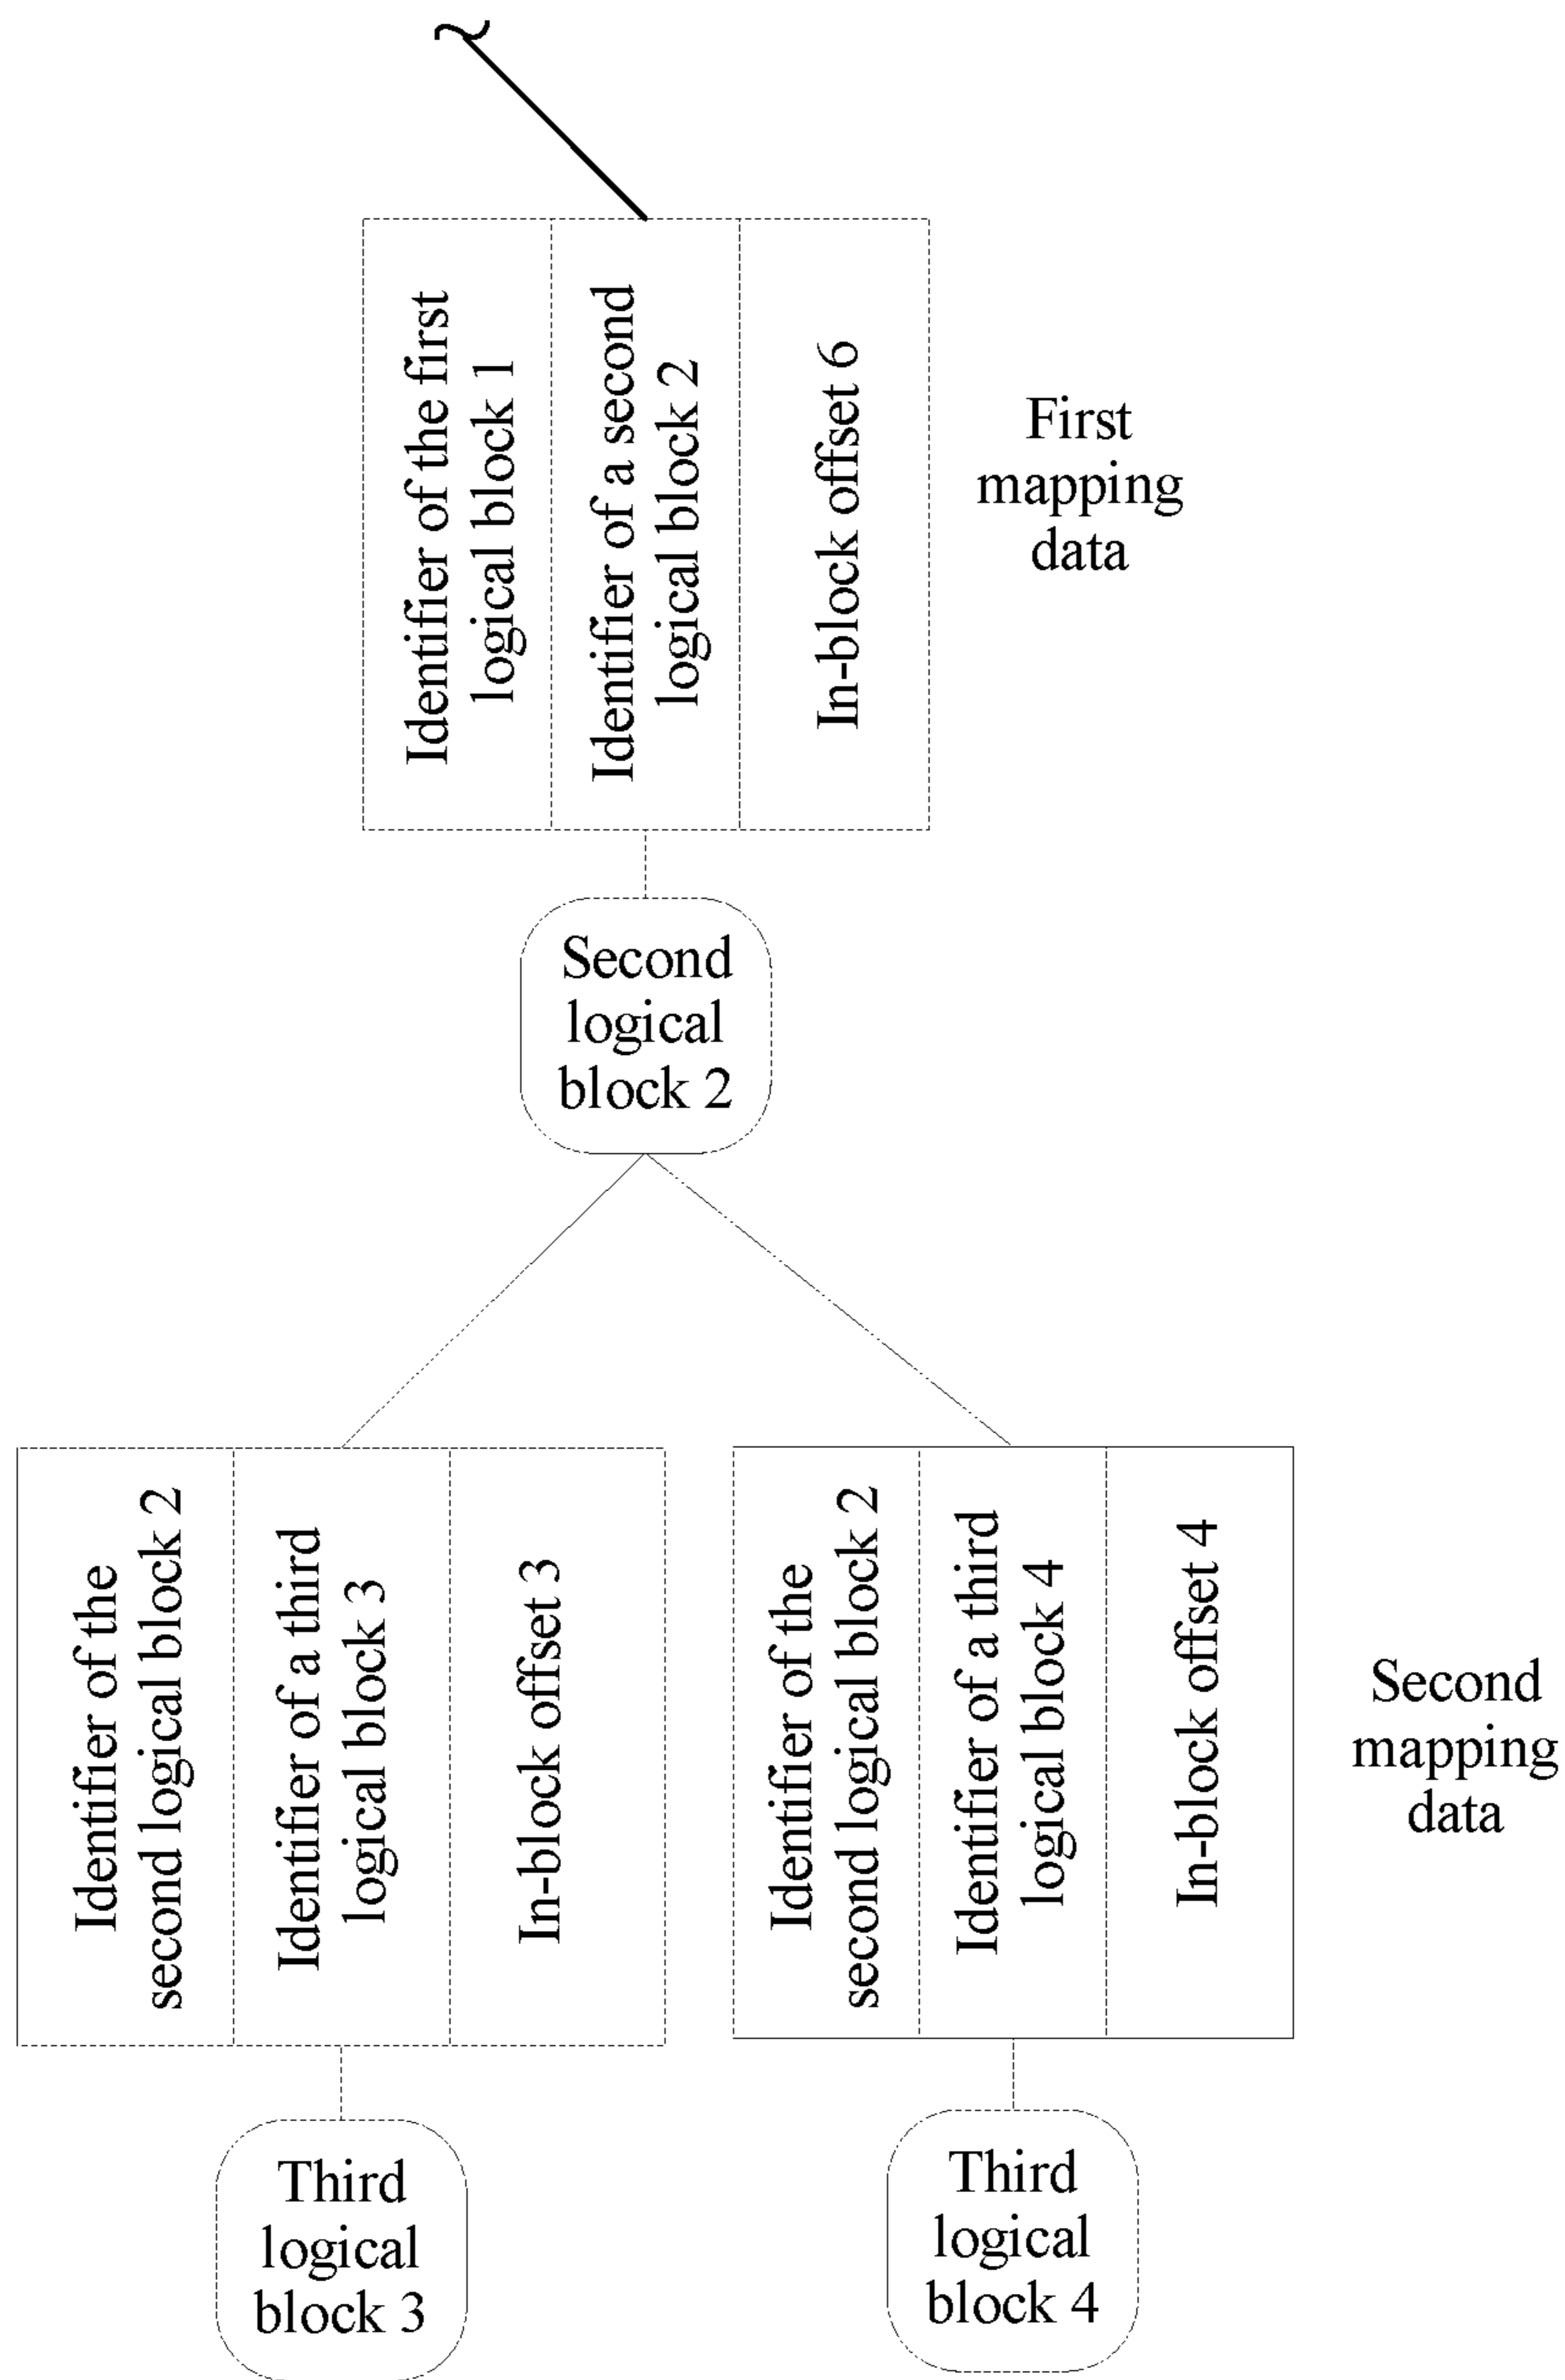 Identifier of the first
logical block 1
Identifier of a second
logical block 2
In-block offset 6
First
mapping
data
Second
logical
block 2
Identifier of the
second logical block 2
Identifier of a third
logical block 3
In-block offset 3
Identifier of the
second logical block 2
Identifier of a third
logical block 4
In-block offset 4
Second
mapping
data
Third
logical
block 3
Third
logical
block 4